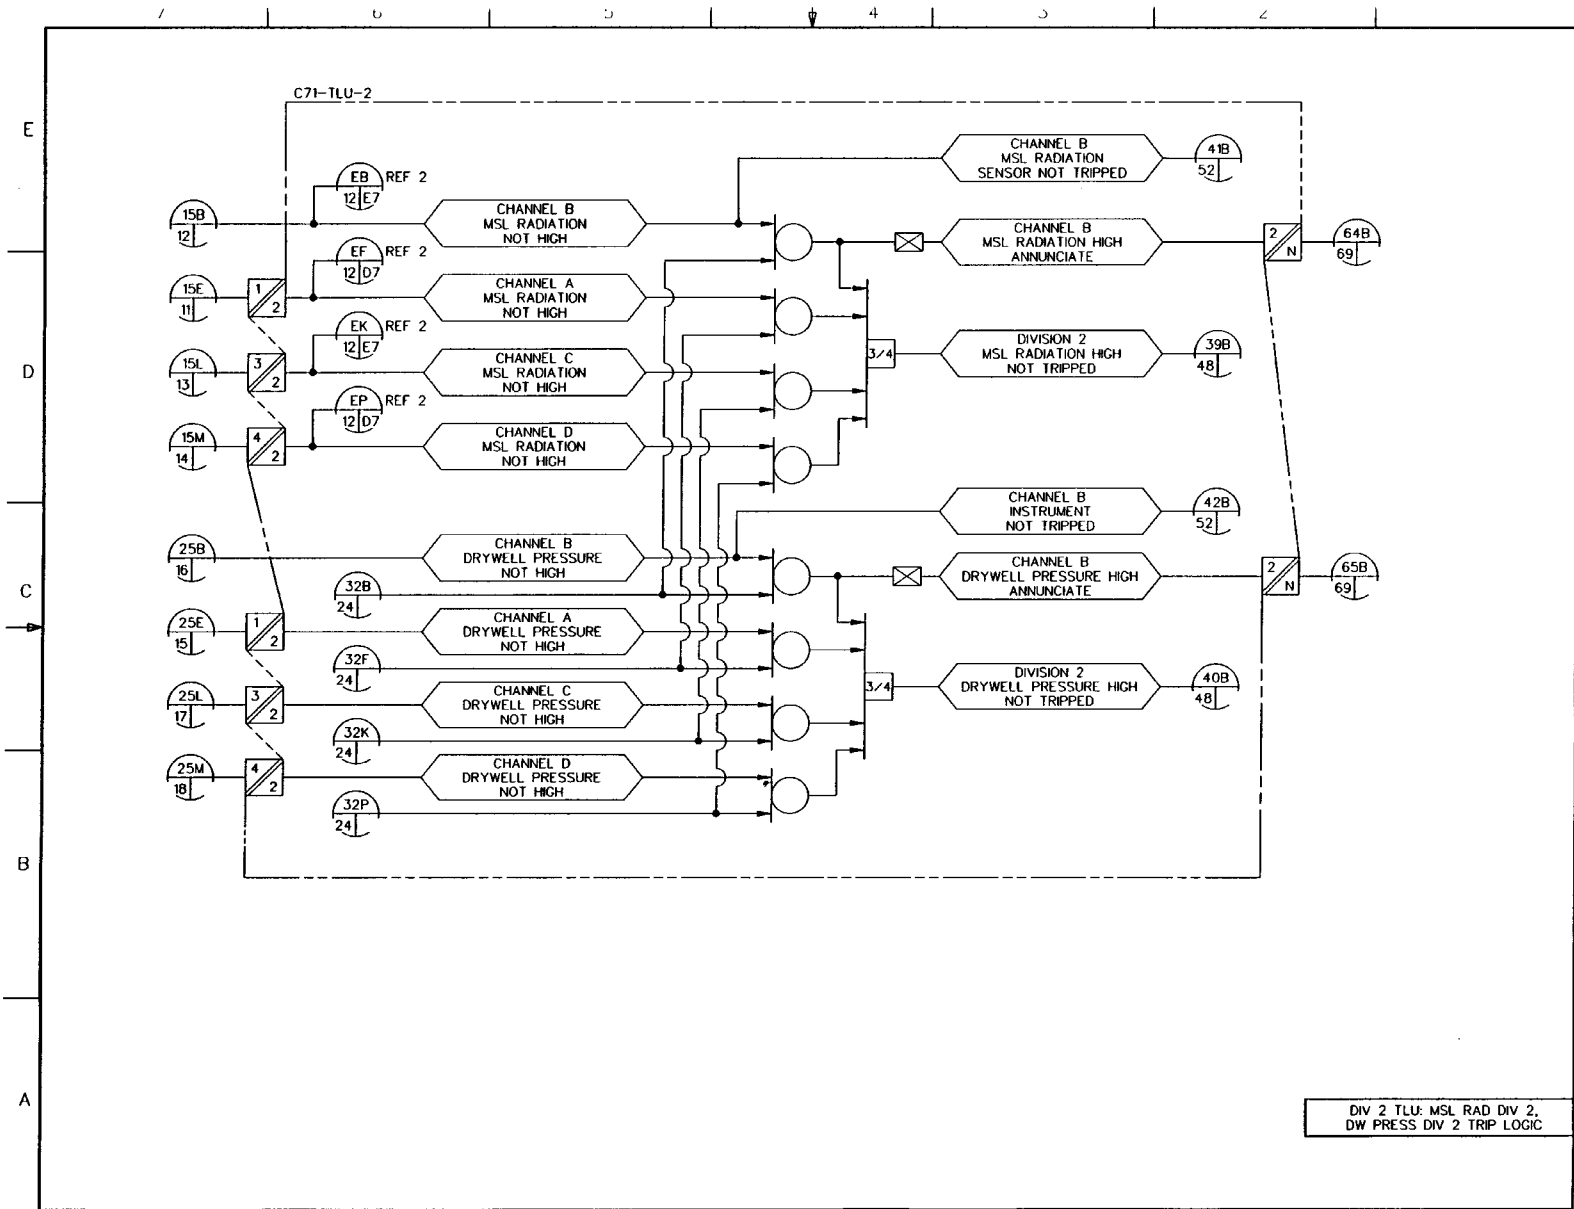 7 6 5 4 3 2
C71-TLU-2
E
CHANNEL B
MSL RADIATION
SENSOR NOT TRIPPED
41B
52
EB REF 2
12 E7
15B
12
CHANNEL B
MSL RADIATION
NOT HIGH
CHANNEL B
MSL RADIATION HIGH
ANNUNCIATE
2
N
64B
69
EF REF 2
12 D7
15E
11
1
2
CHANNEL A
MSL RADIATION
NOT HIGH
EK REF 2
12 E7
D
15L
13
3
2
CHANNEL C
MSL RADIATION
NOT HIGH
3/4
DIVISION 2
MSL RADIATION HIGH
NOT TRIPPED
39B
48
EP REF 2
12 D7
15M
14
4
2
CHANNEL D
MSL RADIATION
NOT HIGH
CHANNEL B
INSTRUMENT
NOT TRIPPED
42B
52
25B
16
CHANNEL B
DRYWELL PRESSURE
NOT HIGH
C
CHANNEL B
DRYWELL PRESSURE HIGH
ANNUNCIATE
2
N
65B
69
32B
24
25E
15
1
2
CHANNEL A
DRYWELL PRESSURE
NOT HIGH
32F
24
25L
17
3
2
CHANNEL C
DRYWELL PRESSURE
NOT HIGH
3/4
DIVISION 2
DRYWELL PRESSURE HIGH
NOT TRIPPED
40B
48
32K
24
25M
18
4
2
CHANNEL D
DRYWELL PRESSURE
NOT HIGH
32P
24
B
A
DIV 2 TLU: MSL RAD DIV 2,
DW PRESS DIV 2 TRIP LOGIC